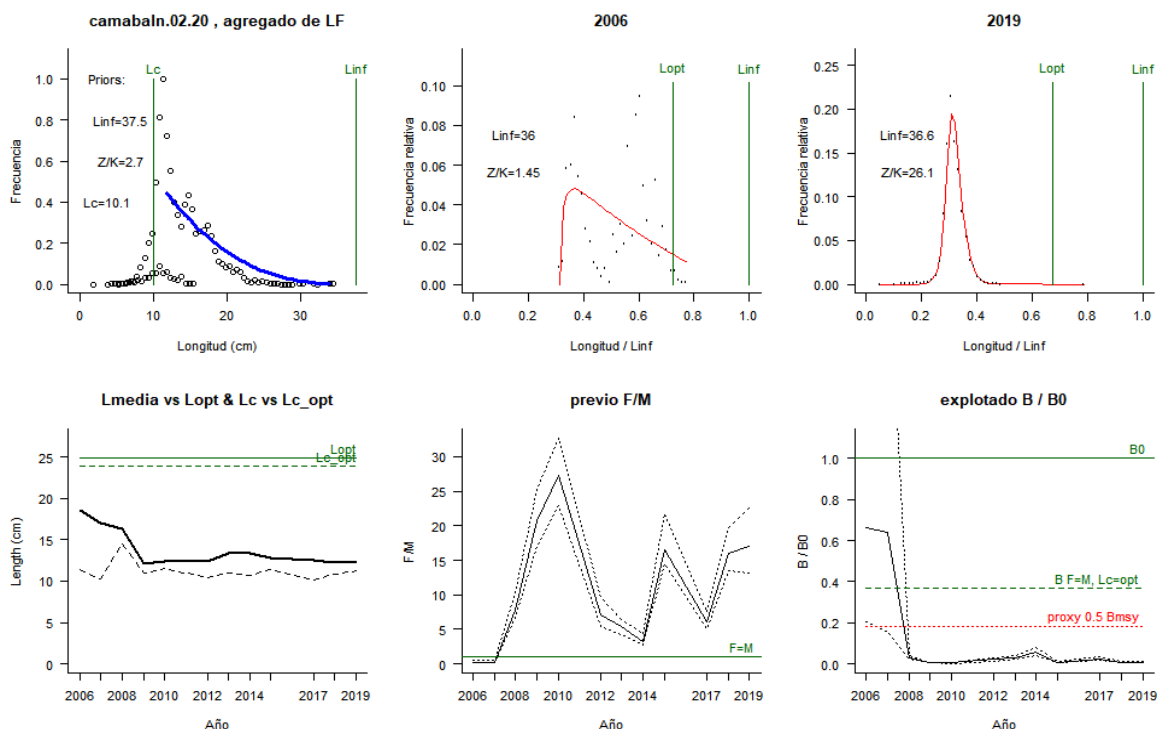 camabaln.02.20 , agregado de LF
Frecuencia
1.0
0.8
0.6
0.4
0.2
0.0
Priors:
Lc
Linf
Linf=37.5
Z/K=2.7
Lc=10.1
0
10
20
30
Longitud (cm)
2006
Frecuencia relativa
0.10
0.08
0.06
0.04
0.02
0.00
Lopt
Linf
Linf=36
Z/K=1.45
0.0
0.2
0.4
0.6
0.8
1.0
Longitud / Linf
2019
Frecuencia relativa
0.25
0.20
0.15
0.10
0.05
0.00
Lopt
Linf
Linf=36.6
Z/K=26.1
0.0
0.2
0.4
0.6
0.8
1.0
Longitud / Linf
Lmedia vs Lopt & Lc vs Lc_opt
Length (cm)
25
20
15
10
5
0
Lopt
Lc_opt
2006
2008
2010
2014
2017
2019
Año
previo F/M
F/M
30
25
20
15
10
5
0
F=M
2006
2008
2010
2014
2017
2019
Año
explotado B / B0
B / B0
1.0
0.8
0.6
0.4
0.2
0.0
B0
B F=M, Lc=opt
proxy 0.5 Bmsy
2006
2008
2010
2014
2017
2019
Año